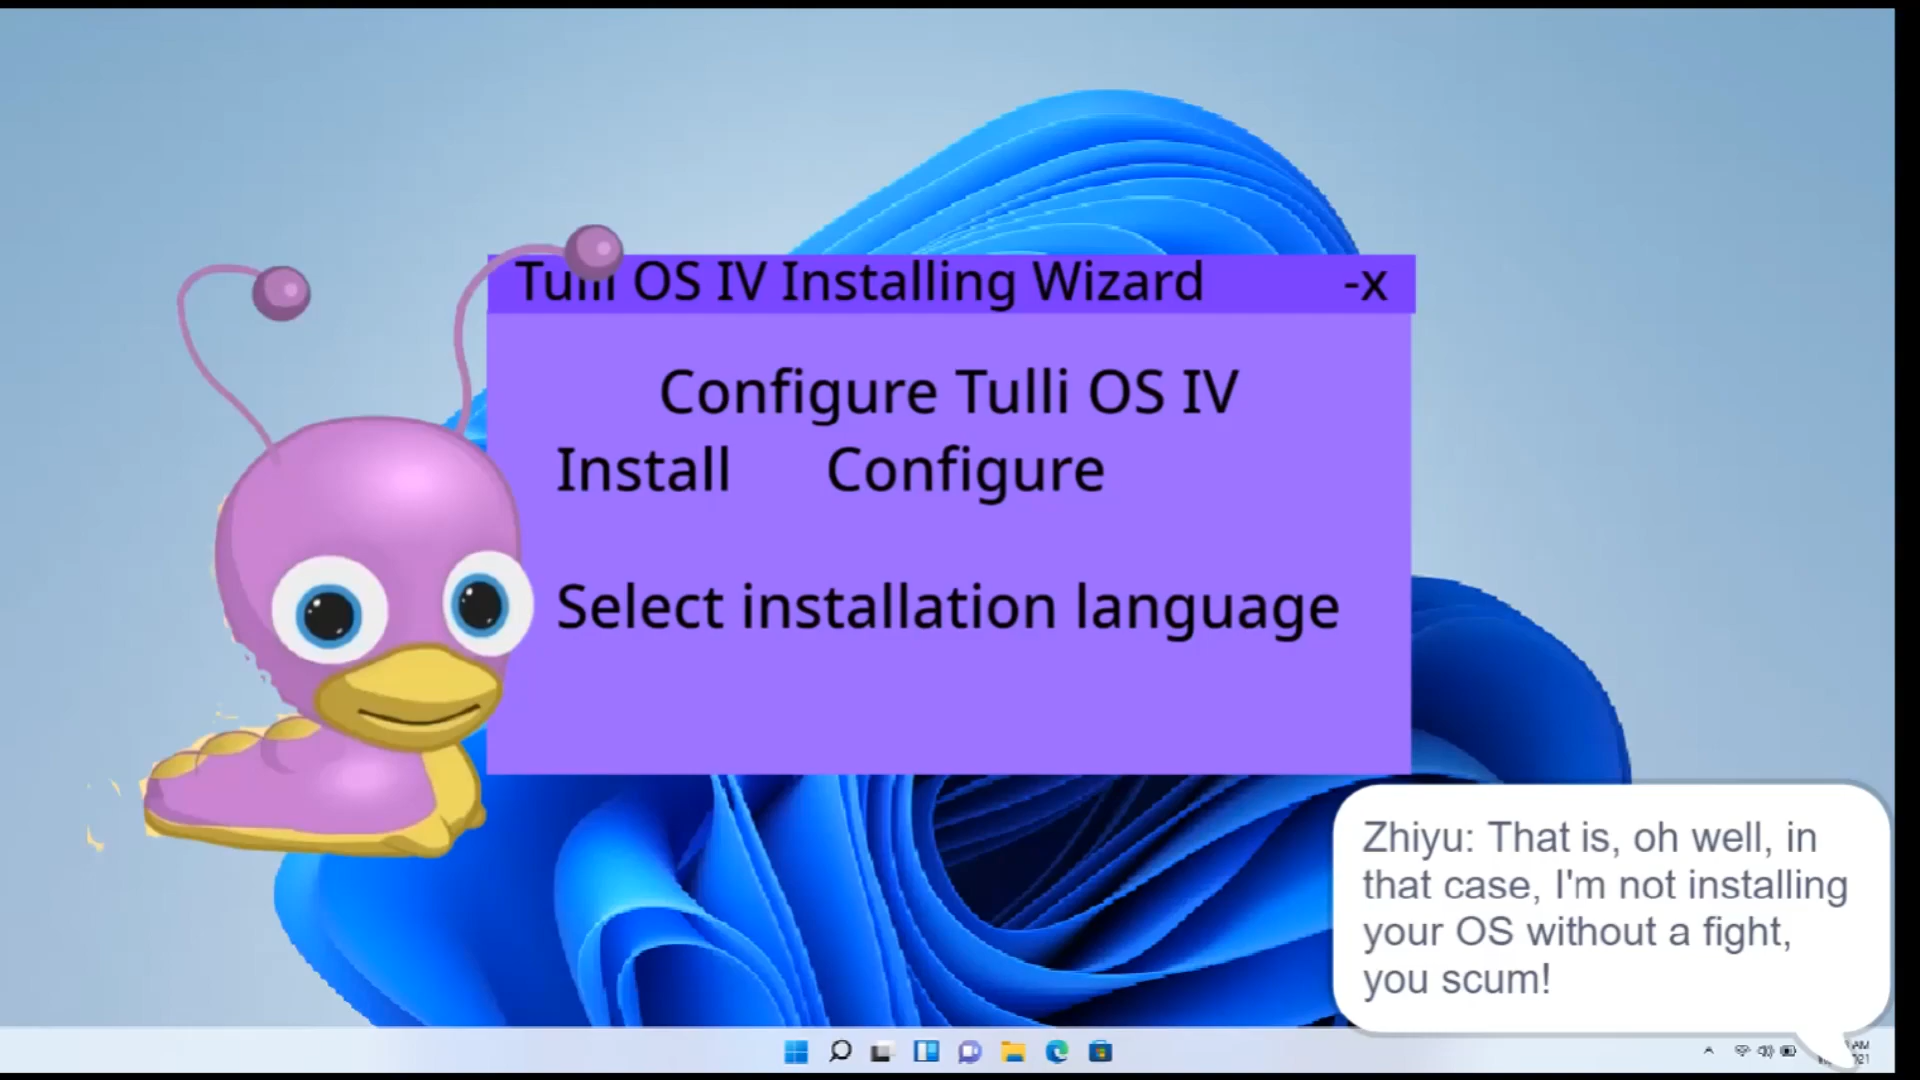 Tulli OS IV Installing Wizard -x
Configure Tulli OS IV
Install Configure
Select installation language
Zhiyu: That is, oh well, in
that case, I'm not installing
your OS without a fight,
you scum!
AM